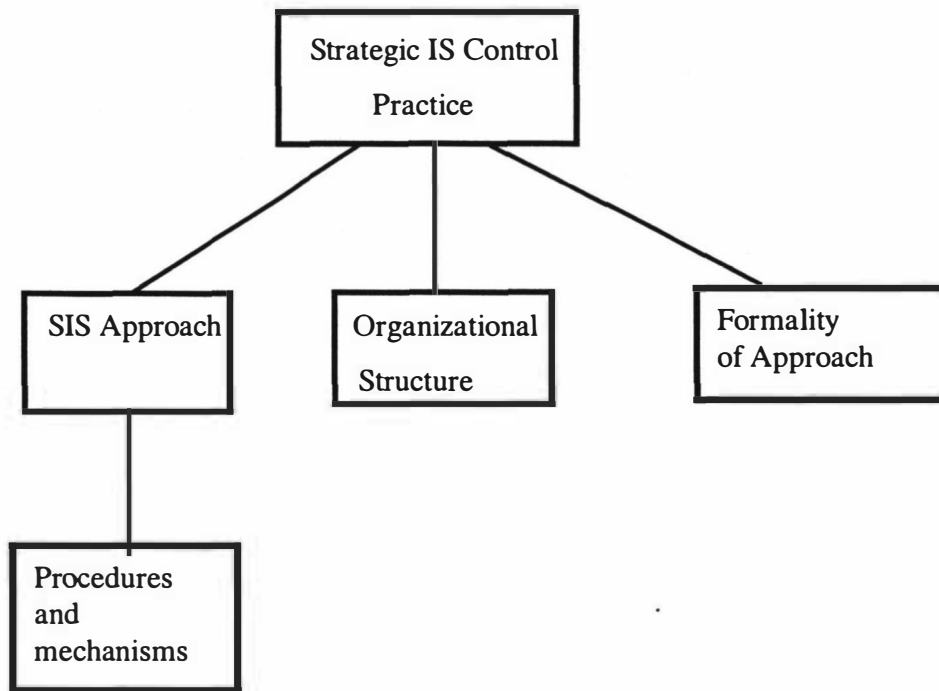 Strategic IS Control
Practice
SIS Approach
Organizational
Structure
Formality
of Approach
Procedures
and
mechanisms